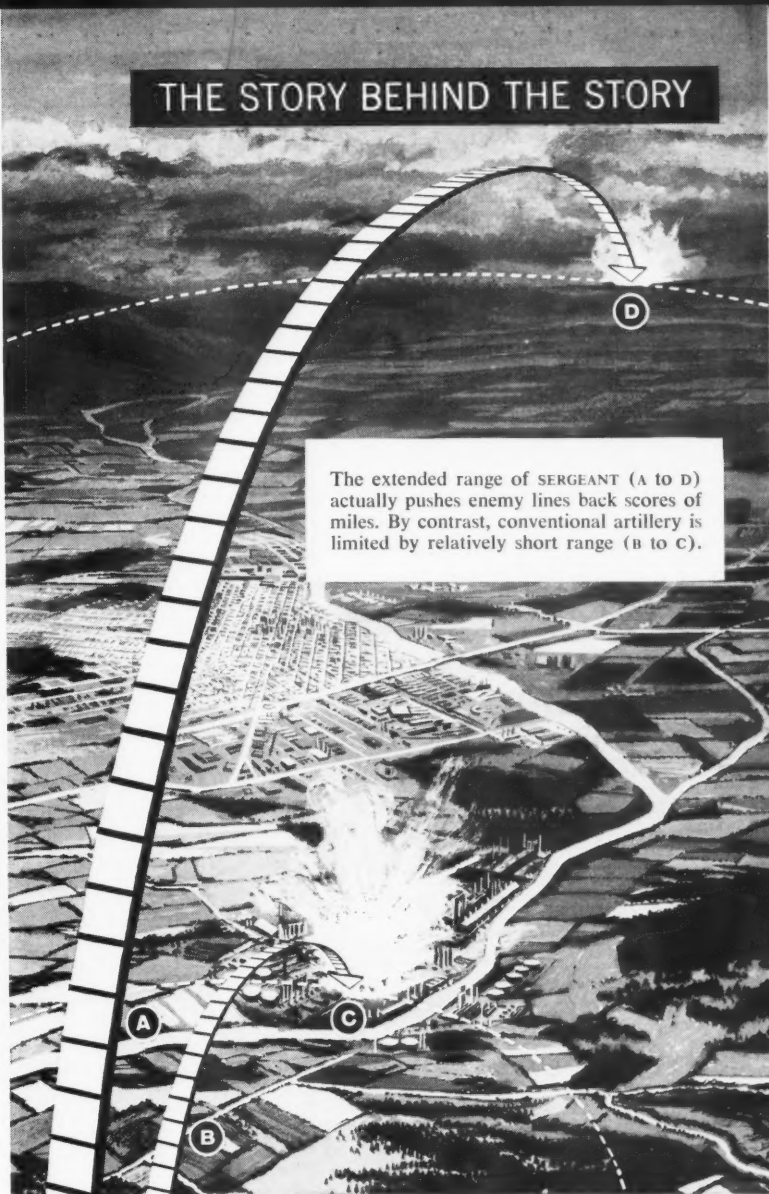 THE STORY BEHIND THE STORY
D
The extended range of SERGEANT (A to D)
actually pushes enemy lines back scores of
miles. By contrast, conventional artillery is
limited by relatively short range (B to C).
A
C
B